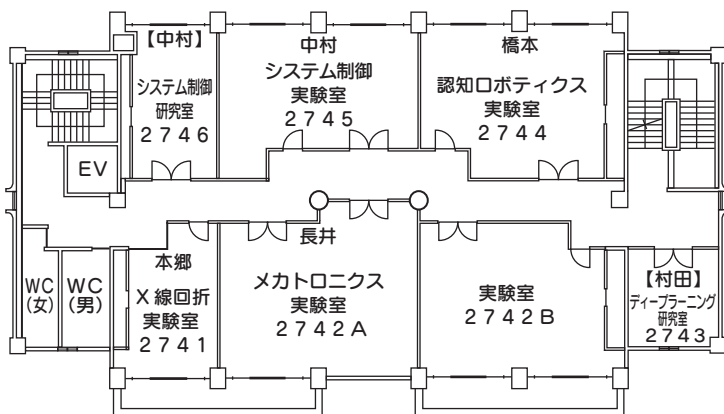 【中村】
システム制御
研究室
2746
中村
システム制御
実験室
2745
橋本
認知ロボティクス
実験室
2744
EV
WC
(女)
WC
(男)
本郷
X線回折
実験室
2741
長井
メカトロニクス
実験室
2742A
実験室
2742B
【村田】
ディープラーニング
研究室
2743